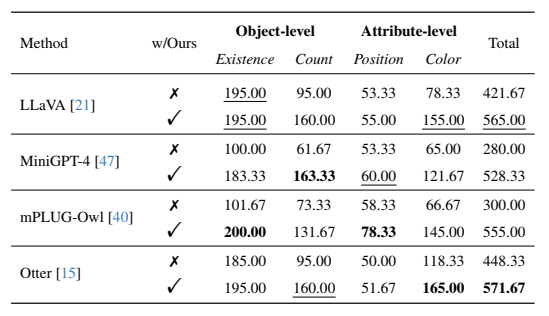 Method w/Ours Object-level Attribute-level Total
Existence Count Position Color
LLaVA [21] ✗ 195.00 95.00 53.33 78.33 421.67
✓ 195.00 160.00 55.00 155.00 565.00
MiniGPT-4 [47] ✗ 100.00 61.67 53.33 65.00 280.00
✓ 183.33 163.33 60.00 121.67 528.33
mPLUG-Owl [40] ✗ 101.67 73.33 58.33 66.67 300.00
✓ 200.00 131.67 78.33 145.00 555.00
Otter [15] ✗ 185.00 95.00 50.00 118.33 448.33
✓ 195.00 160.00 51.67 165.00 571.67